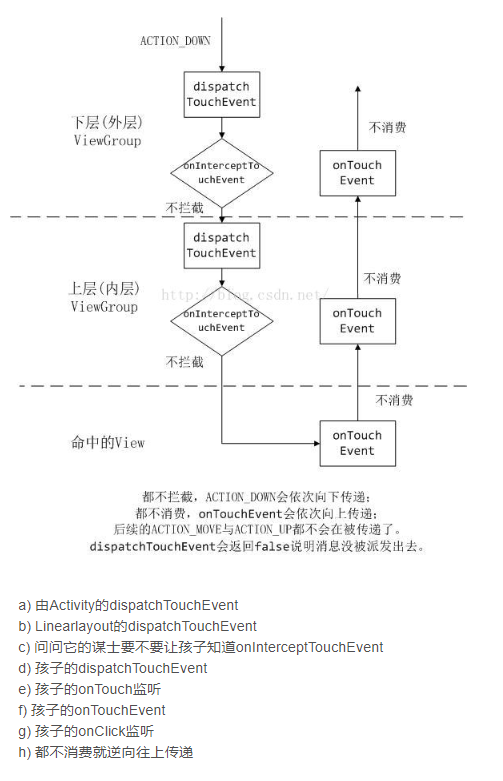 ACTION_DOWN
dispatch
TouchEvent
下层(外层)
ViewGroup
onInterceptTo
uchEvent
不拦截
不消费
onTouch
Event
dispatch
TouchEvent
上层(内层)
ViewGroup
http://blog.csdn.net/
onInterceptTo
uchEvent
不拦截
不消费
onTouch
Event
不消费
命中的View
onTouch
Event
都不拦截，ACTION_DOWN会依次向下传递；
都不消费，onTouchEvent会依次向上传递；
后续的ACTION_MOVE与ACTION_UP都不会在被传递了。
dispatchTouchEvent会返回false说明消息没被派发出去。
a) 由Activity的dispatchTouchEvent
b) Linearlayout的dispatchTouchEvent
c) 问问它的谋士要不要让孩子知道onInterceptTouchEvent
d) 孩子的dispatchTouchEvent
e) 孩子的onTouch监听
f) 孩子的onTouchEvent
g) 孩子的onClick监听
h) 都不消费就逆向往上传递